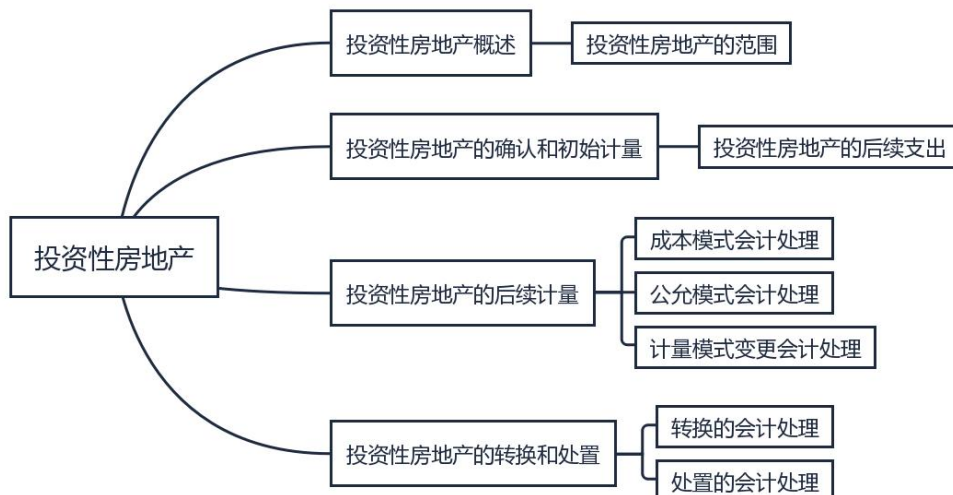 投资性房地产
投资性房地产概述
投资性房地产的范围
投资性房地产的确认和初始计量
投资性房地产的后续支出
投资性房地产的后续计量
成本模式会计处理
公允模式会计处理
计量模式变更会计处理
投资性房地产的转换和处置
转换的会计处理
处置的会计处理